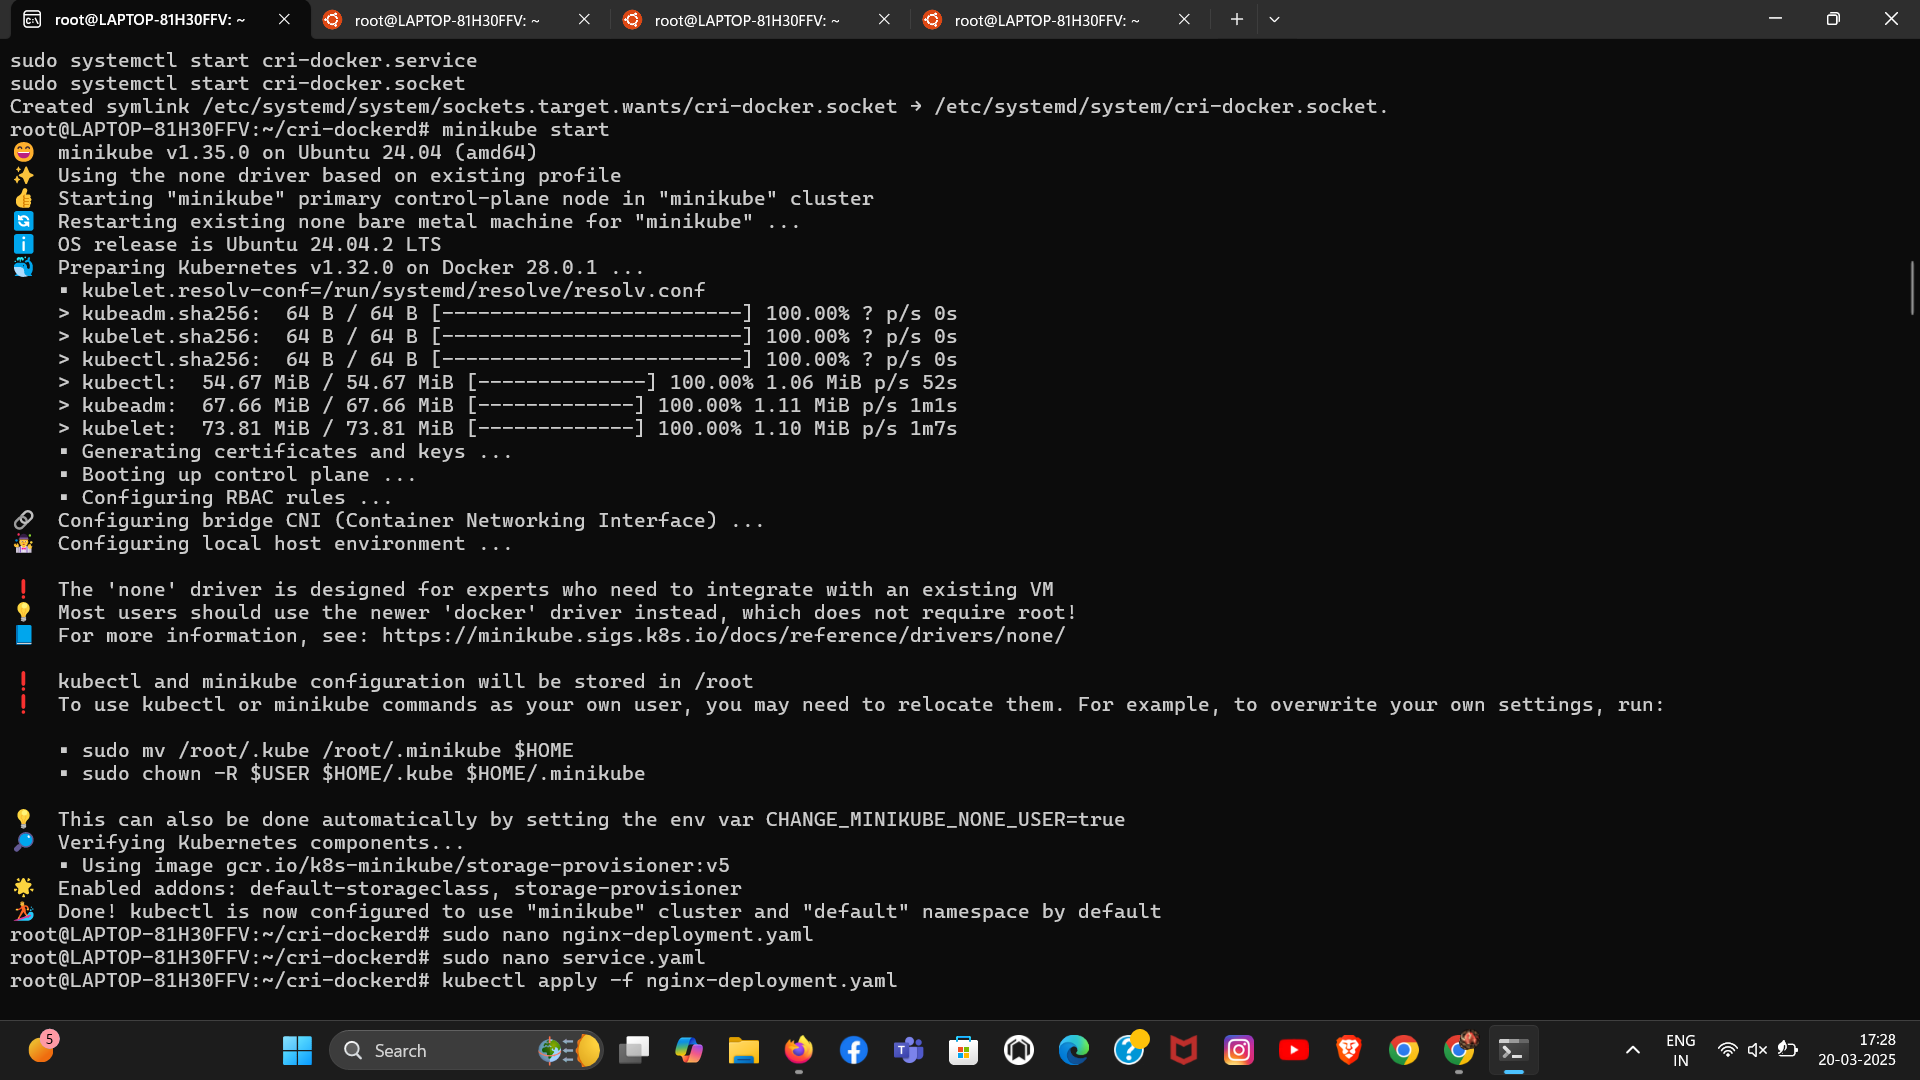 root@LAPTOP-81H30FFV: ~
root@LAPTOP-81H30FFV: ~
root@LAPTOP-81H30FFV: ~
root@LAPTOP-81H30FFV: ~
sudo systemctl start cri-docker.service
sudo systemctl start cri-docker.socket
Created symlink /etc/systemd/system/sockets.target.wants/cri-docker.socket → /etc/systemd/system/cri-docker.socket.
root@LAPTOP-81H30FFV:~/cri-dockerd# minikube start
😄  minikube v1.35.0 on Ubuntu 24.04 (amd64)
✨  Using the none driver based on existing profile
👍  Starting "minikube" primary control-plane node in "minikube" cluster
🔄  Restarting existing none bare metal machine for "minikube" ...
ℹ️  OS release is Ubuntu 24.04.2 LTS
🐳  Preparing Kubernetes v1.32.0 on Docker 28.0.1 ...
    ▪ kubelet.resolv-conf=/run/systemd/resolve/resolv.conf
    > kubeadm.sha256:  64 B / 64 B [-------------------------] 100.00% ? p/s 0s
    > kubelet.sha256:  64 B / 64 B [-------------------------] 100.00% ? p/s 0s
    > kubectl.sha256:  64 B / 64 B [-------------------------] 100.00% ? p/s 0s
    > kubectl:  54.67 MiB / 54.67 MiB [--------------] 100.00% 1.06 MiB p/s 52s
    > kubeadm:  67.66 MiB / 67.66 MiB [-------------] 100.00% 1.11 MiB p/s 1m1s
    > kubelet:  73.81 MiB / 73.81 MiB [-------------] 100.00% 1.10 MiB p/s 1m7s
    ▪ Generating certificates and keys ...
    ▪ Booting up control plane ...
    ▪ Configuring RBAC rules ...
🔗  Configuring bridge CNI (Container Networking Interface) ...
🤹  Configuring local host environment ...
❗  The 'none' driver is designed for experts who need to integrate with an existing VM
💡  Most users should use the newer 'docker' driver instead, which does not require root!
📘  For more information, see: https://minikube.sigs.k8s.io/docs/reference/drivers/none/
❗  kubectl and minikube configuration will be stored in /root
❗  To use kubectl or minikube commands as your own user, you may need to relocate them. For example, to overwrite your own settings, run:
    ▪ sudo mv /root/.kube /root/.minikube $HOME
    ▪ sudo chown -R $USER $HOME/.kube $HOME/.minikube
💡  This can also be done automatically by setting the env var CHANGE_MINIKUBE_NONE_USER=true
🔎  Verifying Kubernetes components...
    ▪ Using image gcr.io/k8s-minikube/storage-provisioner:v5
🌟  Enabled addons: default-storageclass, storage-provisioner
🏄  Done! kubectl is now configured to use "minikube" cluster and "default" namespace by default
root@LAPTOP-81H30FFV:~/cri-dockerd# sudo nano nginx-deployment.yaml
root@LAPTOP-81H30FFV:~/cri-dockerd# sudo nano service.yaml
root@LAPTOP-81H30FFV:~/cri-dockerd# kubectl apply -f nginx-deployment.yaml
5
Search
ENG
IN
17:28
20-03-2025